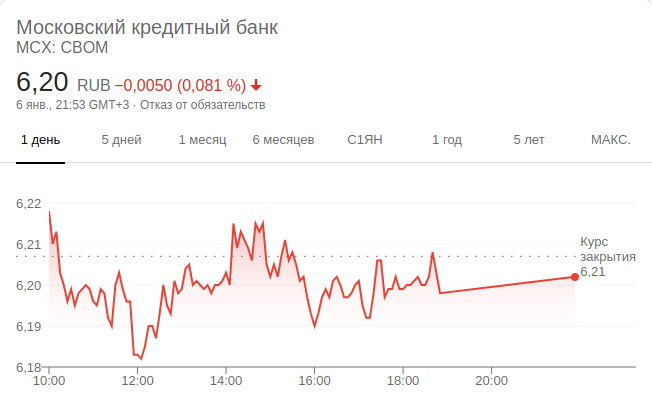 Московский кредитный банк
MCX: CBOM
6,20 RUB −0,0050 (0,081 %)
6 янв., 21:53 GMT+3 · Отказ от обязательств
1 день 5 дней 1 месяц 6 месяцев С1ЯН 1 год 5 лет МАКС.
6,22
6,21
6,20
6,19
6,18
Курс
закрытия
6,21
10:00 12:00 14:00 16:00 18:00 20:00